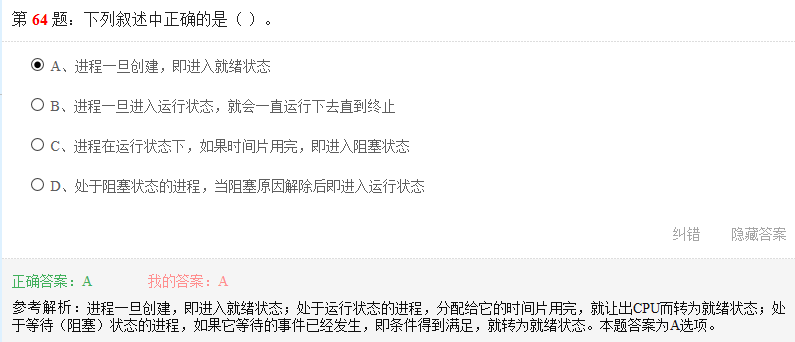 第 64 题：下列叙述中正确的是（ ）。
A、进程一旦创建，即进入就绪状态
B、进程一旦进入运行状态，就会一直运行下去直到终止
C、进程在运行状态下，如果时间片用完，即进入阻塞状态
D、处于阻塞状态的进程，当阻塞原因解除后即进入运行状态
纠错 隐藏答案
正确答案：A 我的答案：A
参考解析：进程一旦创建，即进入就绪状态；处于运行状态的进程，分配给它的时间片用完，就让出CPU而转为就绪状态；处
于等待（阻塞）状态的进程，如果它等待的事件已经发生，即条件得到满足，就转为就绪状态。本题答案为A选项。